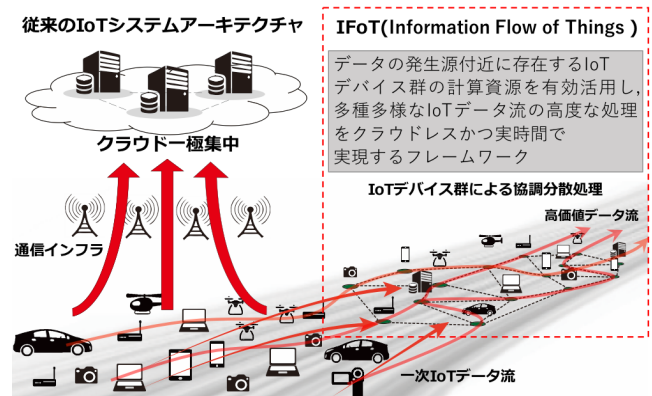 従来のIoTシステムアーキテクチャ
クラウド一極集中
通信インフラ
IFoT(Information Flow of Things )
データの発生源付近に存在するIoT
デバイス群の計算資源を有効活用し,
多種多様なIoTデータ流の高度な処理
をクラウドレスかつ実時間で
実現するフレームワーク
IoTデバイス群による協調分散処理
高価値データ流
一次IoTデータ流